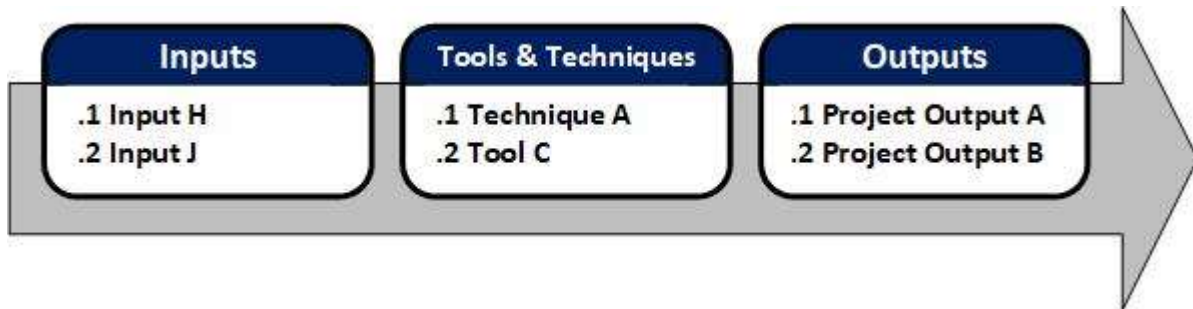 Inputs
.1 Input H
.2 Input J
Tools & Techniques
.1 Technique A
.2 Tool C
Outputs
.1 Project Output A
.2 Project Output B